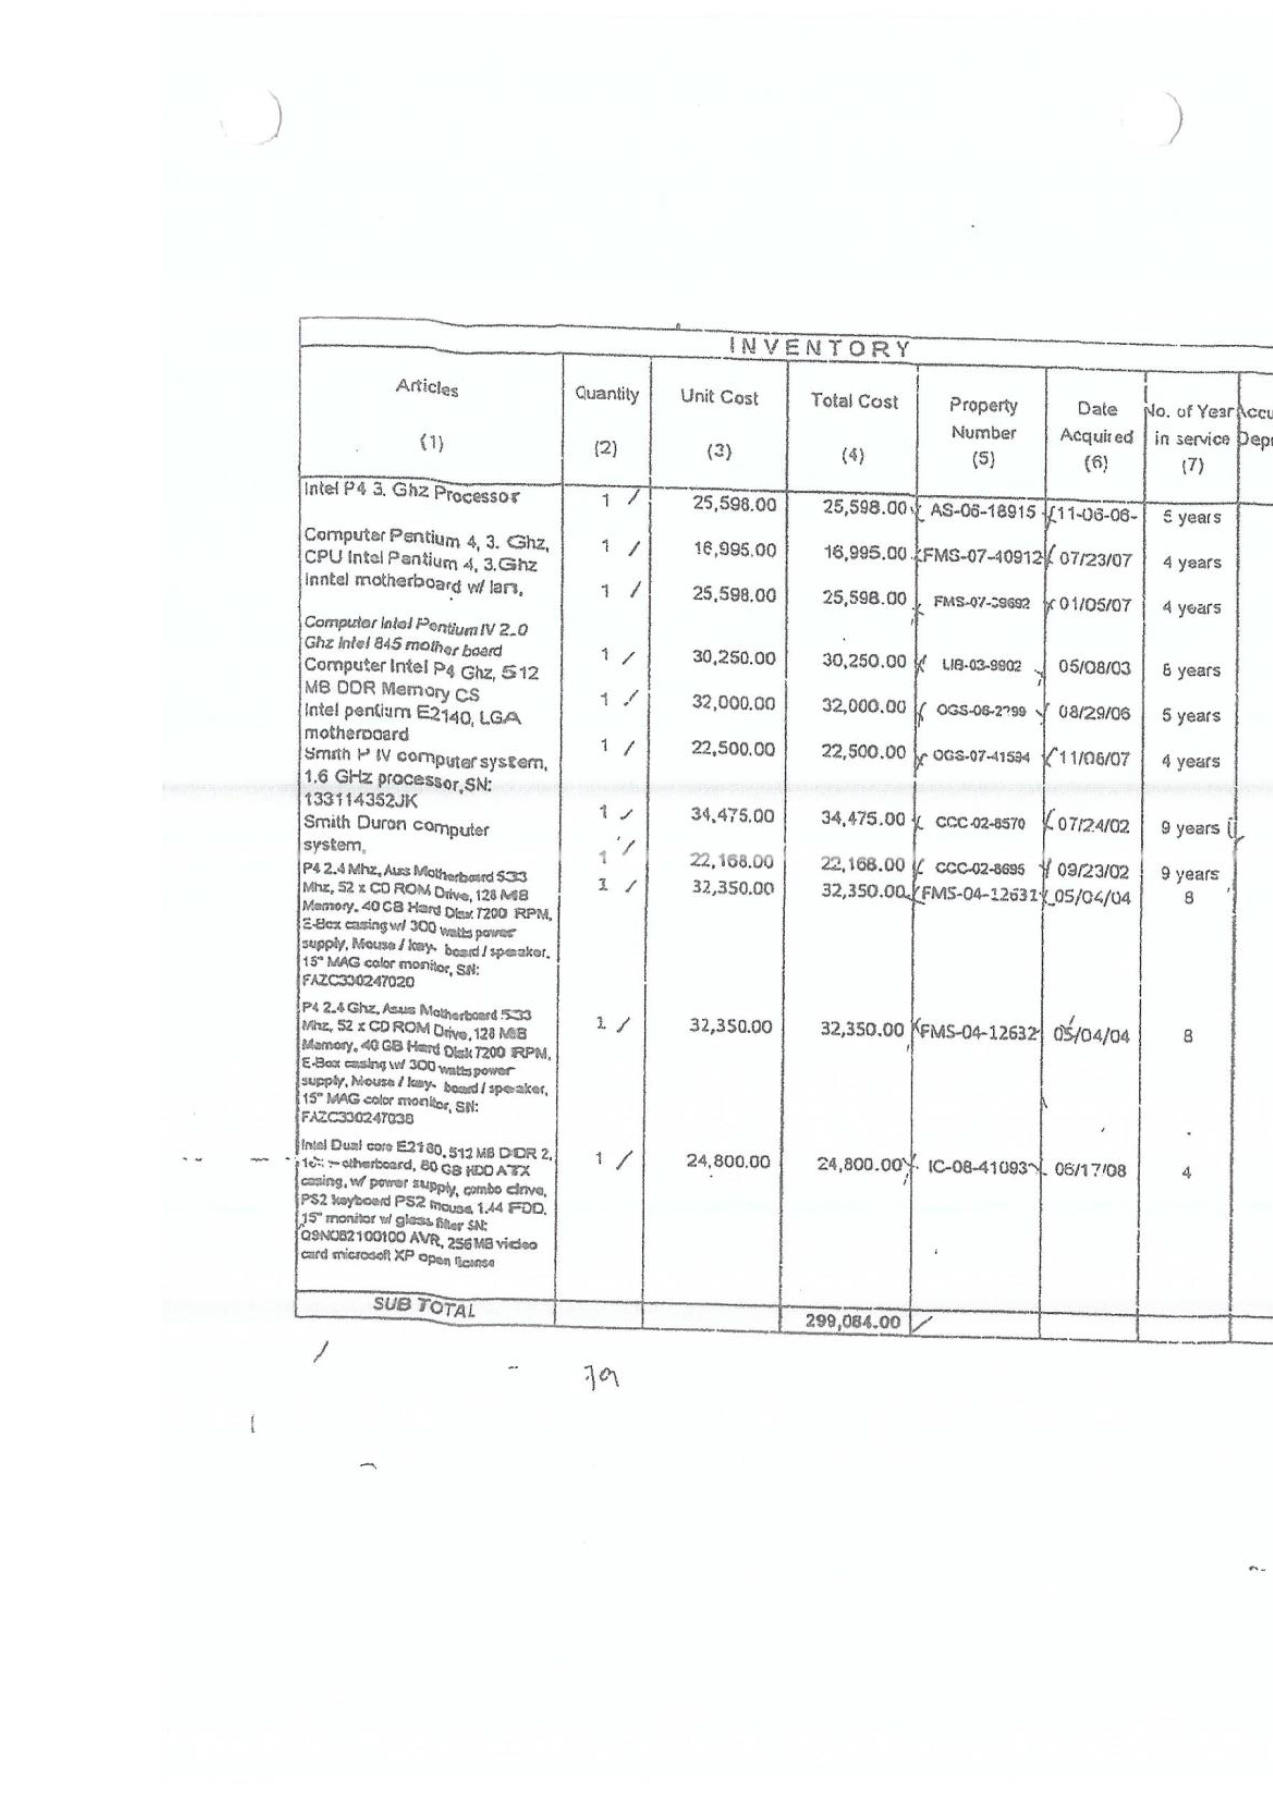 INVENTORY
Articles Quantity Unit Cost Total Cost Property Number Date Acquired No. of Year in service Accu Depr
(1) (2) (3) (4) (5) (6) (7)
Intel P4 3. Ghz Processor 1 25,598.00 25,598.00 AS-06-18915 11-06-06- 5 years
Computer Pentium 4, 3. Ghz, 1 16,995.00 16,995.00 FMS-07-40912 07/23/07 4 years
CPU Intel Pentium 4, 3.Ghz
Inntel motherboard w/ lan, 1 25,598.00 25,598.00 FMS-07-39692 01/05/07 4 years
Computer Intel Pentium IV 2.0
Ghz Intel 845 mother board 1 30,250.00 30,250.00 LIB-03-9902 05/08/03 8 years
Computer Intel P4 Ghz, 512
MB DDR Memory CS 1 32,000.00 32,000.00 OGS-06-2799 08/29/06 5 years
Intel pentium E2140, LGA
motherboard 1 22,500.00 22,500.00 OGS-07-41594 11/06/07 4 years
Smith P IV computer system,
1.6 GHz processor,SN:
133114352JK 1 34,475.00 34,475.00 CCC-02-8570 07/24/02 9 years
Smith Duron computer
system, 1 22,168.00 22,168.00 CCC-02-8695 09/23/02 9 years
P4 2.4 Mhz, Auss Motherboard 533 1 32,350.00 32,350.00 FMS-04-12631 05/04/04 8
Mhz, 52 x CD ROM Drive, 128 MB
Memory, 40 GB Hard Disk 7200 RPM,
E-Box casing w/ 300 watts power
supply, Mouse / key- board / speaker,
15" MAG color monitor, SN:
FAZC330247020
P4 2.4 Ghz, Asus Motherboard 533 1 32,350.00 32,350.00 FMS-04-12632 05/04/04 8
Mhz, 52 x CD ROM Drive, 128 MB
Memory, 40 GB Hard Disk 7200 RPM,
E-Box casing w/ 300 watts power
supply, Mouse / key- board / speaker,
15" MAG color monitor, SN:
FAZC330247038
Intel Dual core E2180, 512 MB DDR 2, 1 24,800.00 24,800.00 IC-08-41093 06/17/08 4
80 GB HDD ATX
casing, w/ power supply, combo drive,
PS2 keyboard PS2 mouse 1.44 FDD,
15" monitor w/ glass filter SN:
Q9N082100100 AVR, 256 MB video
card microsoft XP open license
SUB TOTAL 299,084.00